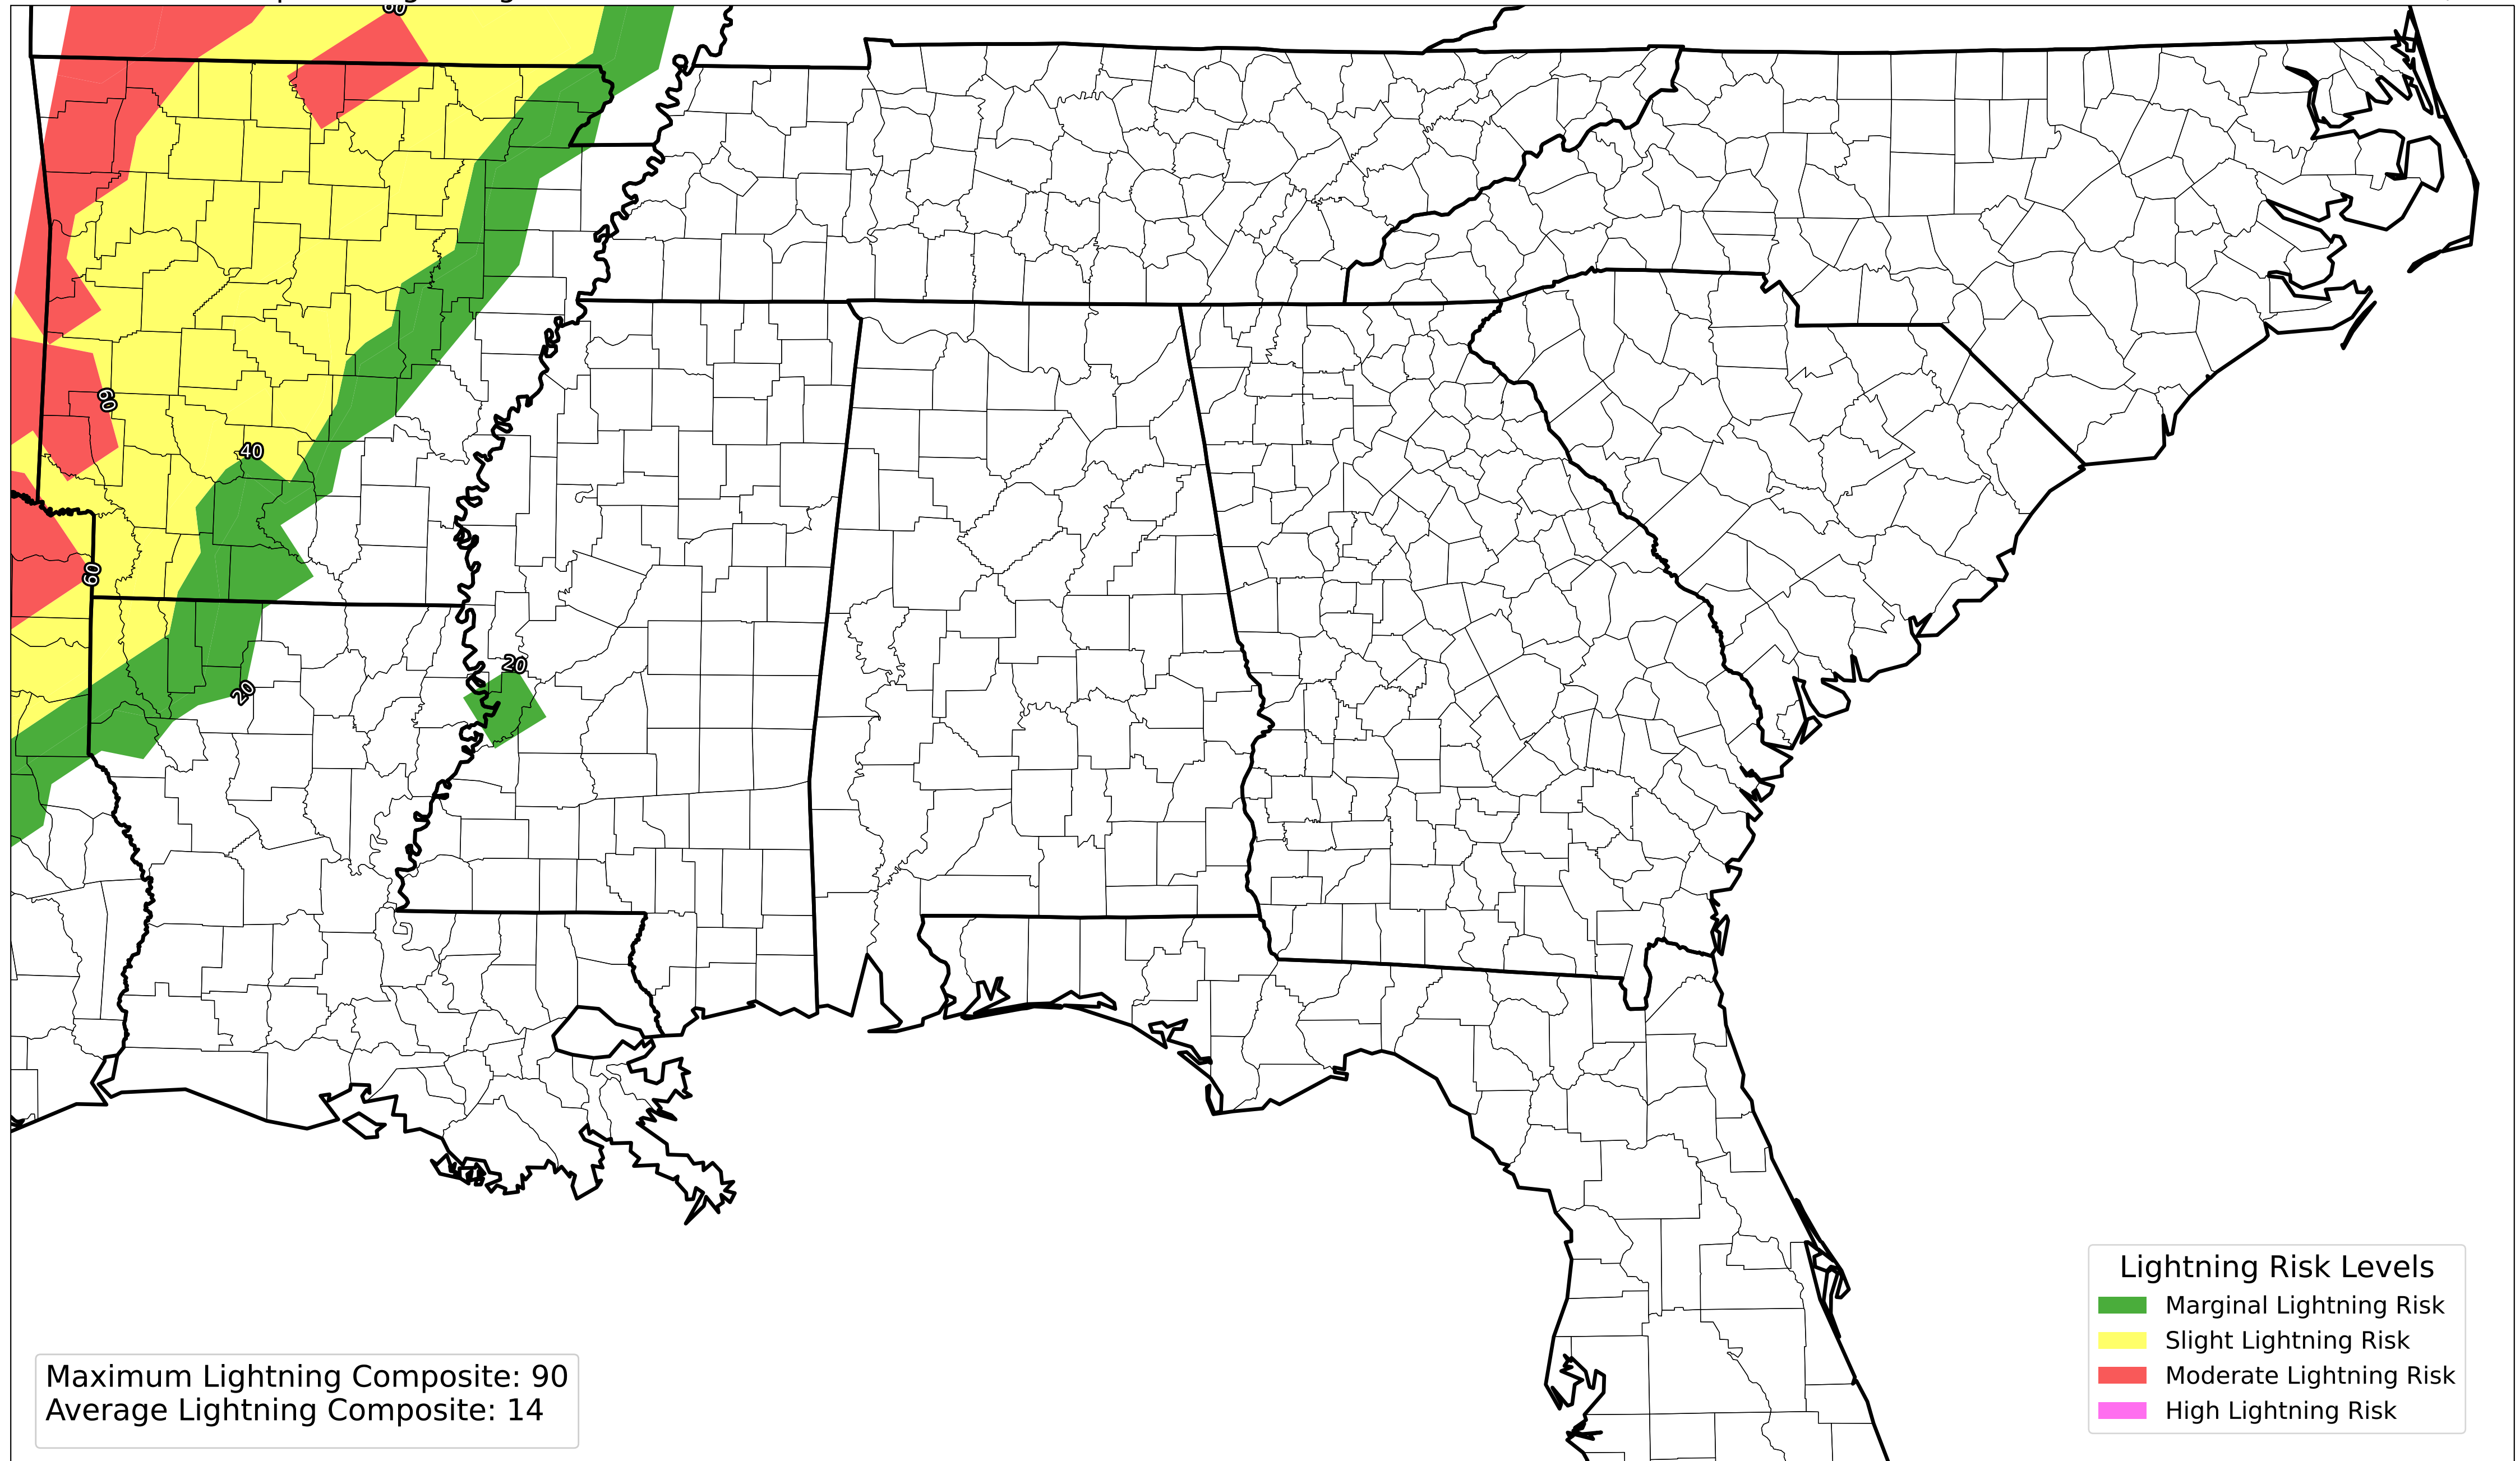 60
60
40
60
20
20
Lightning Risk Levels
Marginal Lightning Risk
Slight Lightning Risk
Moderate Lightning Risk
High Lightning Risk
Maximum Lightning Composite: 90
Average Lightning Composite: 14